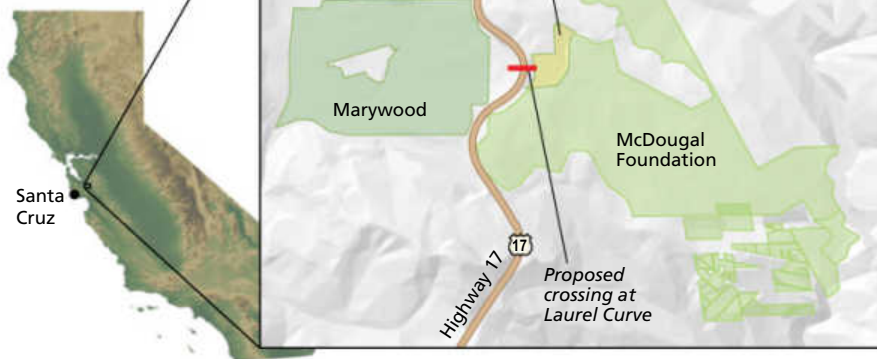 Marywood
McDougal
Foundation
Santa
Cruz
17
Highway 17
Proposed
crossing at
Laurel Curve